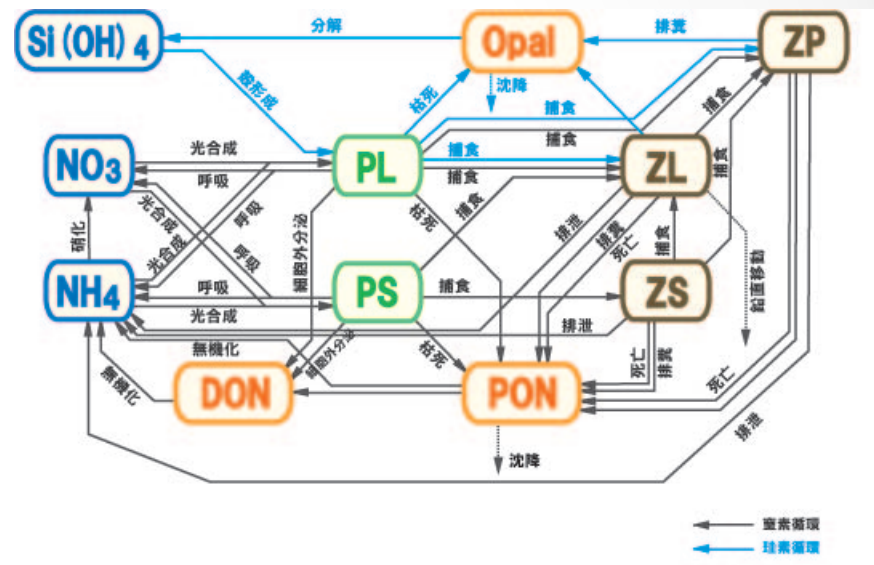 Si(OH)4
分解
Opal
排糞
ZP
殻形成
枯死
沈降
捕食
捕食
捕食
NO3
光合成
呼吸
PL
捕食
捕食
ZL
捕食
光合成
呼吸
細胞外分泌
枯死
捕食
排泄
排糞
死亡
硝化
光合成
呼吸
捕食
鉛直移動
NH4
呼吸
光合成
PS
捕食
ZS
排泄
無機化
細胞外分泌
枯死
死亡
排糞
無機化
DON
PON
死亡
排泄
沈降
窒素循環
珪素循環